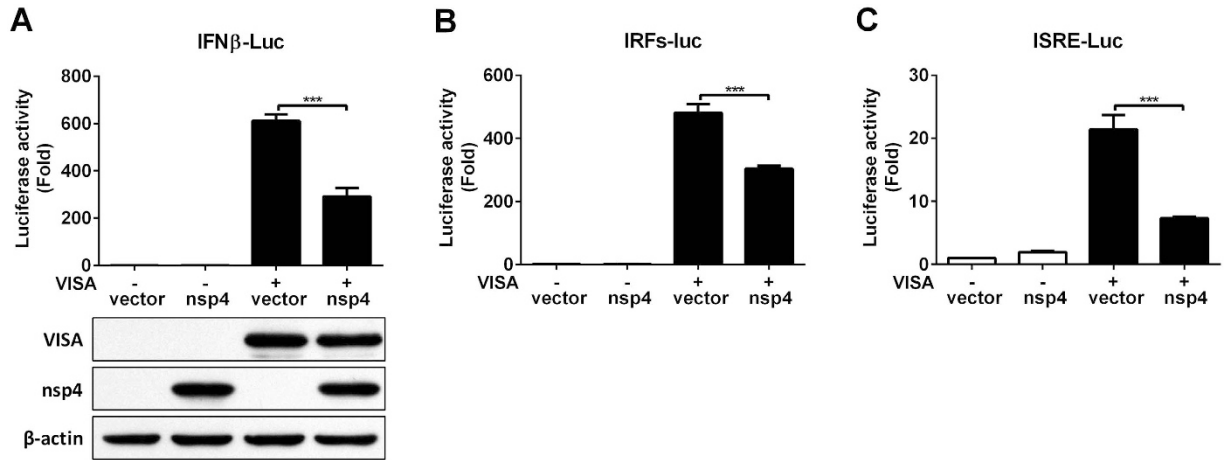 A
IFNβ-Luc
Luciferase activity
(Fold)
800
600
400
200
0
***
VISA - - + +
vector nsp4 vector nsp4
VISA
nsp4
β-actin
B
IRFs-luc
Luciferase activity
(Fold)
600
400
200
0
***
- - + +
vector nsp4 vector nsp4
C
ISRE-Luc
Luciferase activity
(Fold)
30
20
10
0
***
VISA - - + +
vector nsp4 vector nsp4